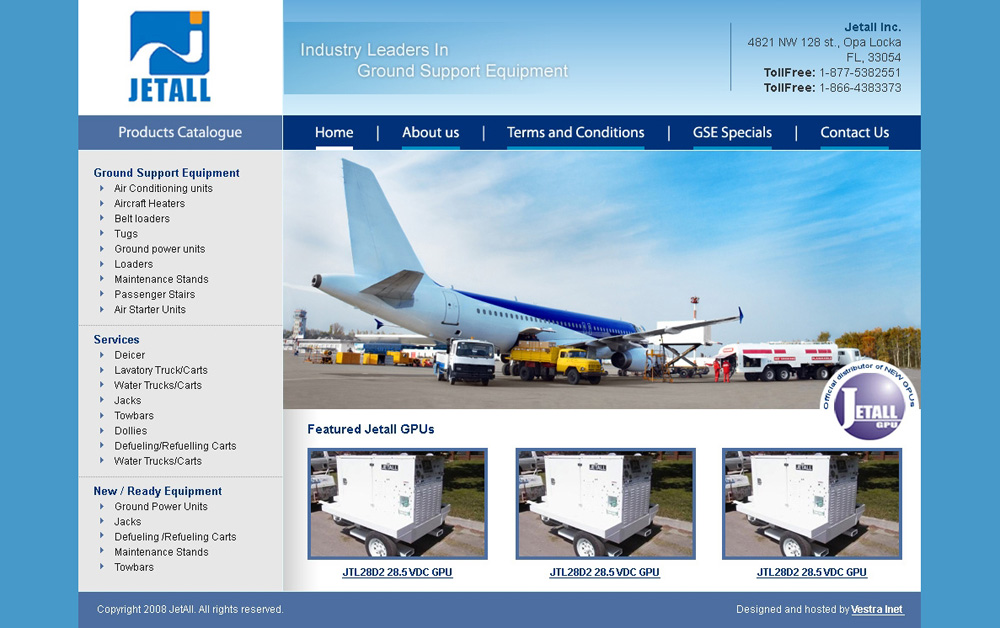 JETALL
Industry Leaders In
Ground Support Equipment
Jetall Inc.
4821 NW 128 st., Opa Locka
FL, 33054
TollFree: 1-877-5382551
TollFree: 1-866-4383373
Products Catalogue
Home | About us | Terms and Conditions | GSE Specials | Contact Us
Ground Support Equipment
Air Conditioning units
Aircraft Heaters
Belt loaders
Tugs
Ground power units
Loaders
Maintenance Stands
Passenger Stairs
Air Starter Units
Services
Deicer
Lavatory Truck/Carts
Water Trucks/Carts
Jacks
Towbars
Dollies
Defueling/Refuelling Carts
Water Trucks/Carts
New / Ready Equipment
Ground Power Units
Jacks
Defueling /Refueling Carts
Maintenance Stands
Towbars
Official distributor of NEW GPUs
JETALL
GPU
Featured Jetall GPUs
JETALL
JETALL
JETALL
JTL28D2 28.5 VDC GPU
JTL28D2 28.5 VDC GPU
JTL28D2 28.5 VDC GPU
Copyright 2008 JetAll. All rights reserved.
Designed and hosted by Vestra Inet